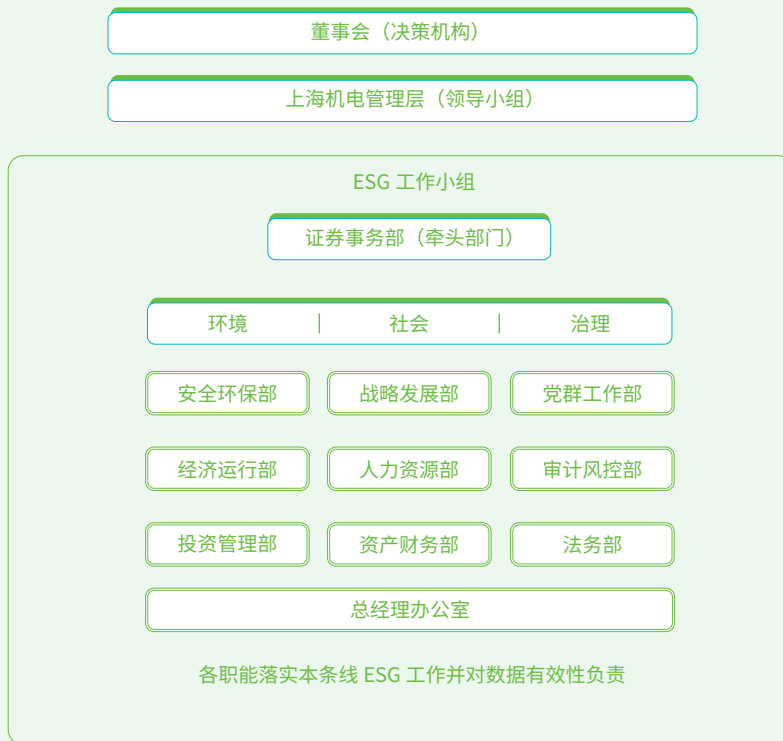 董事会（决策机构）
上海机电管理层（领导小组）
ESG 工作小组
证券事务部（牵头部门）
环境 | 社会 | 治理
安全环保部 战略发展部 党群工作部
经济运行部 人力资源部 审计风控部
投资管理部 资产财务部 法务部
总经理办公室
各职能落实本条线 ESG 工作并对数据有效性负责